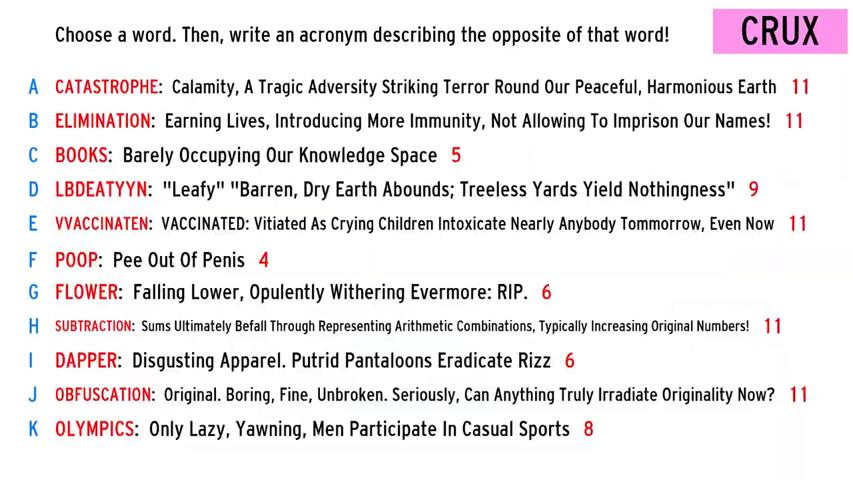 Choose a word. Then, write an acronym describing the opposite of that word!
CRUX
A CATASTROPHE: Calamity, A Tragic Adversity Striking Terror Round Our Peaceful, Harmonious Earth 11
B ELIMINATION: Earning Lives, Introducing More Immunity, Not Allowing To Imprison Our Names! 11
C BOOKS: Barely Occupying Our Knowledge Space 5
D LBDEATYYN: "Leafy" "Barren, Dry Earth Abounds; Treeless Yards Yield Nothingness" 9
E VVACCINATEN: VACCINATED: Vitiated As Crying Children Intoxicate Nearly Anybody Tommorrow, Even Now 11
F POOP: Pee Out Of Penis 4
G FLOWER: Falling Lower, Opulently Withering Evermore: RIP. 6
H SUBTRACTION: Sums Ultimately Befall Through Representing Arithmetic Combinations, Typically Increasing Original Numbers! 11
I DAPPER: Disgusting Apparel. Putrid Pantaloons Eradicate Rizz 6
J OBFUSCATION: Original. Boring, Fine, Unbroken. Seriously, Can Anything Truly Irradiate Originality Now? 11
K OLYMPICS: Only Lazy, Yawning, Men Participate In Casual Sports 8